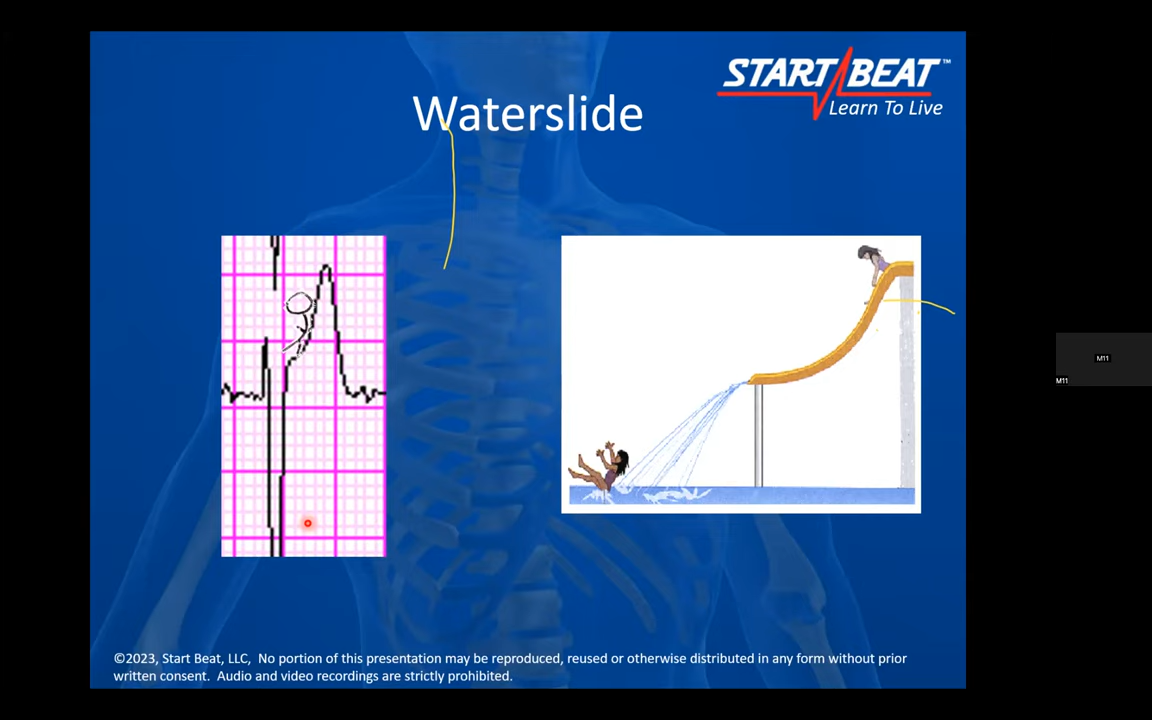 START BEAT™
Learn To Live
Waterslide
M11
M11
©2023, Start Beat, LLC, No portion of this presentation may be reproduced, reused or otherwise distributed in any form without prior
written consent. Audio and video recordings are strictly prohibited.